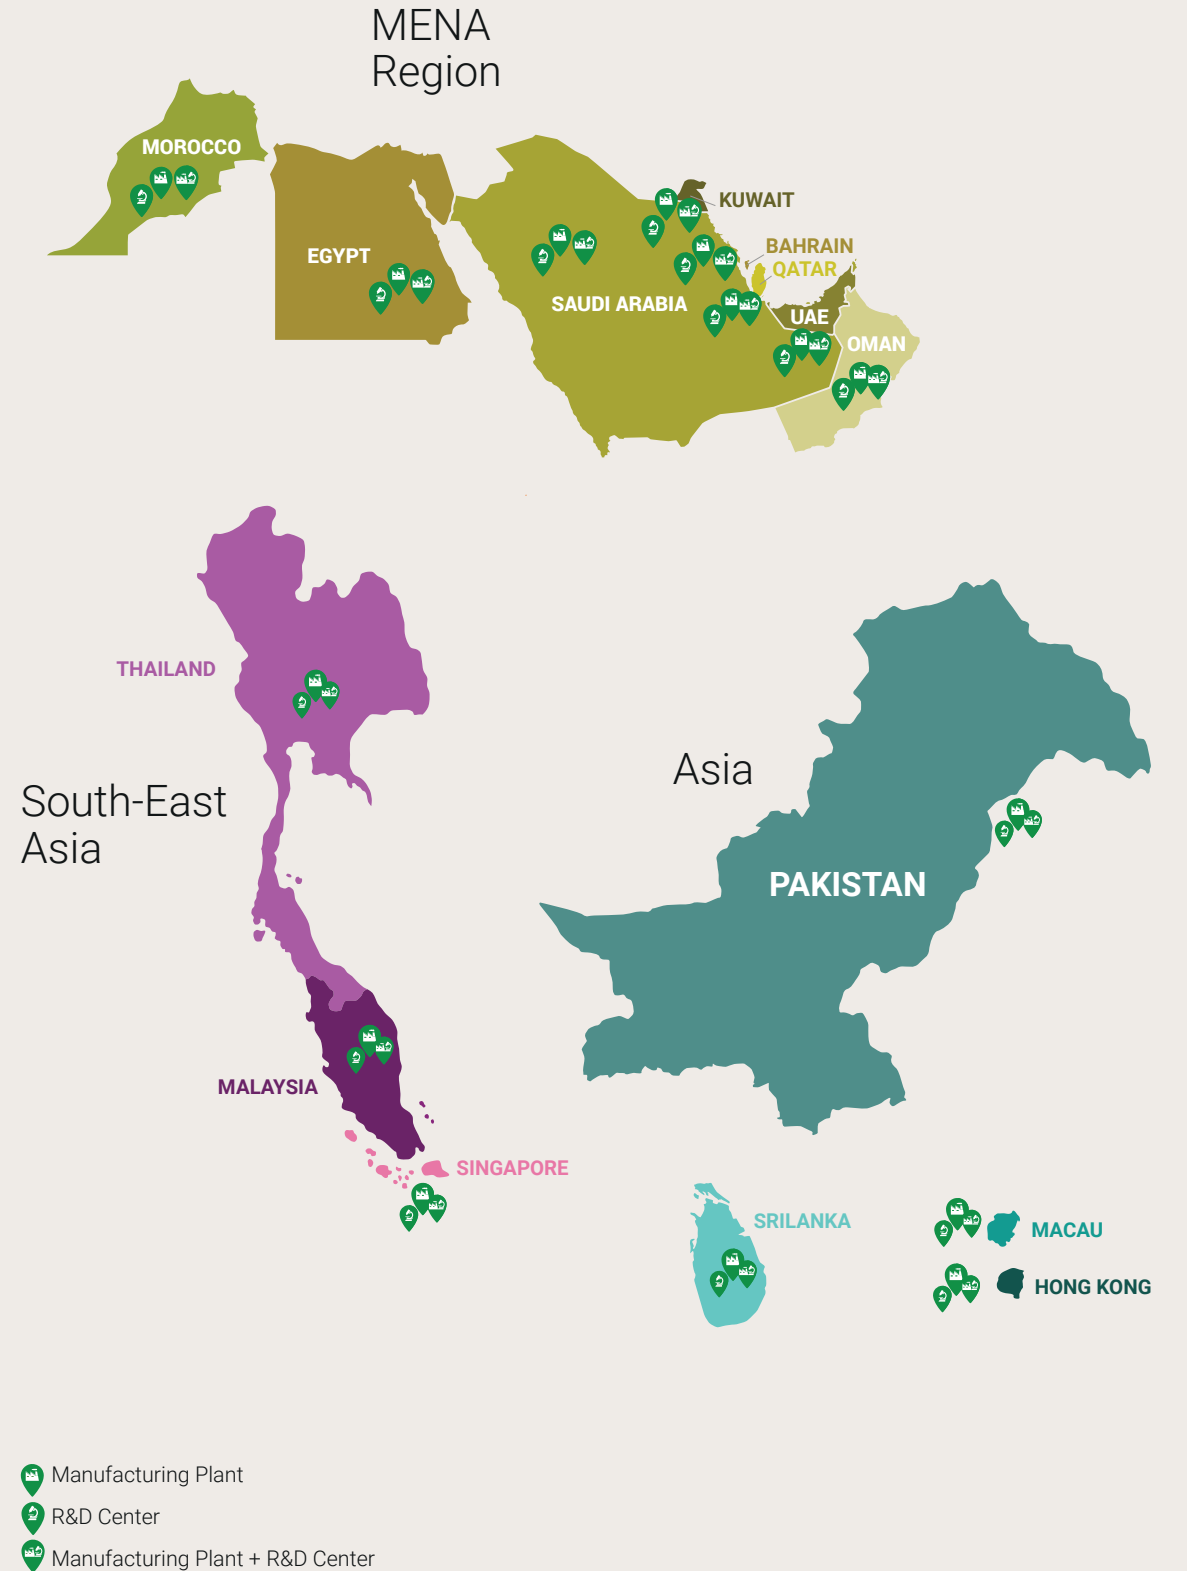 MENA
Region
MOROCCO
KUWAIT
BAHRAIN
EGYPT
QATAR
SAUDI ARABIA
UAE
OMAN
THAILAND
South-East
Asia
Asia
PAKISTAN
MALAYSIA
SINGAPORE
SRILANKA
MACAU
HONG KONG
Manufacturing Plant
R&D Center
Manufacturing Plant + R&D Center